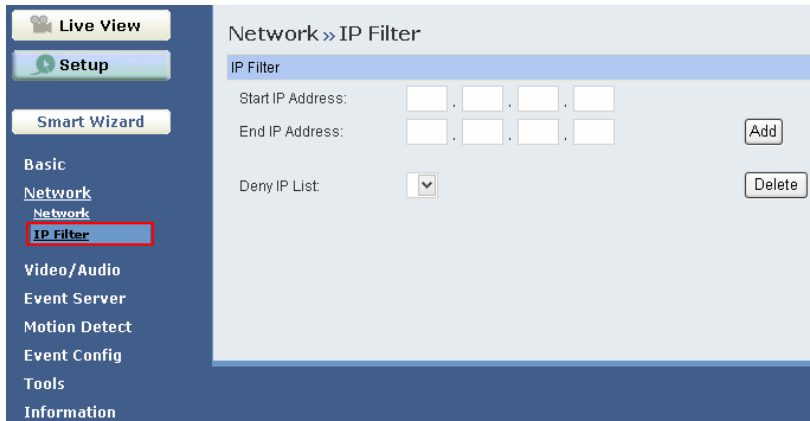 Live View
Setup
Smart Wizard
Basic
Network
Network
IP Filter
Video/Audio
Event Server
Motion Detect
Event Config
Tools
Information
Network » IP Filter
IP Filter
Start IP Address: . . .
End IP Address: . . . Add
Deny IP List: Delete